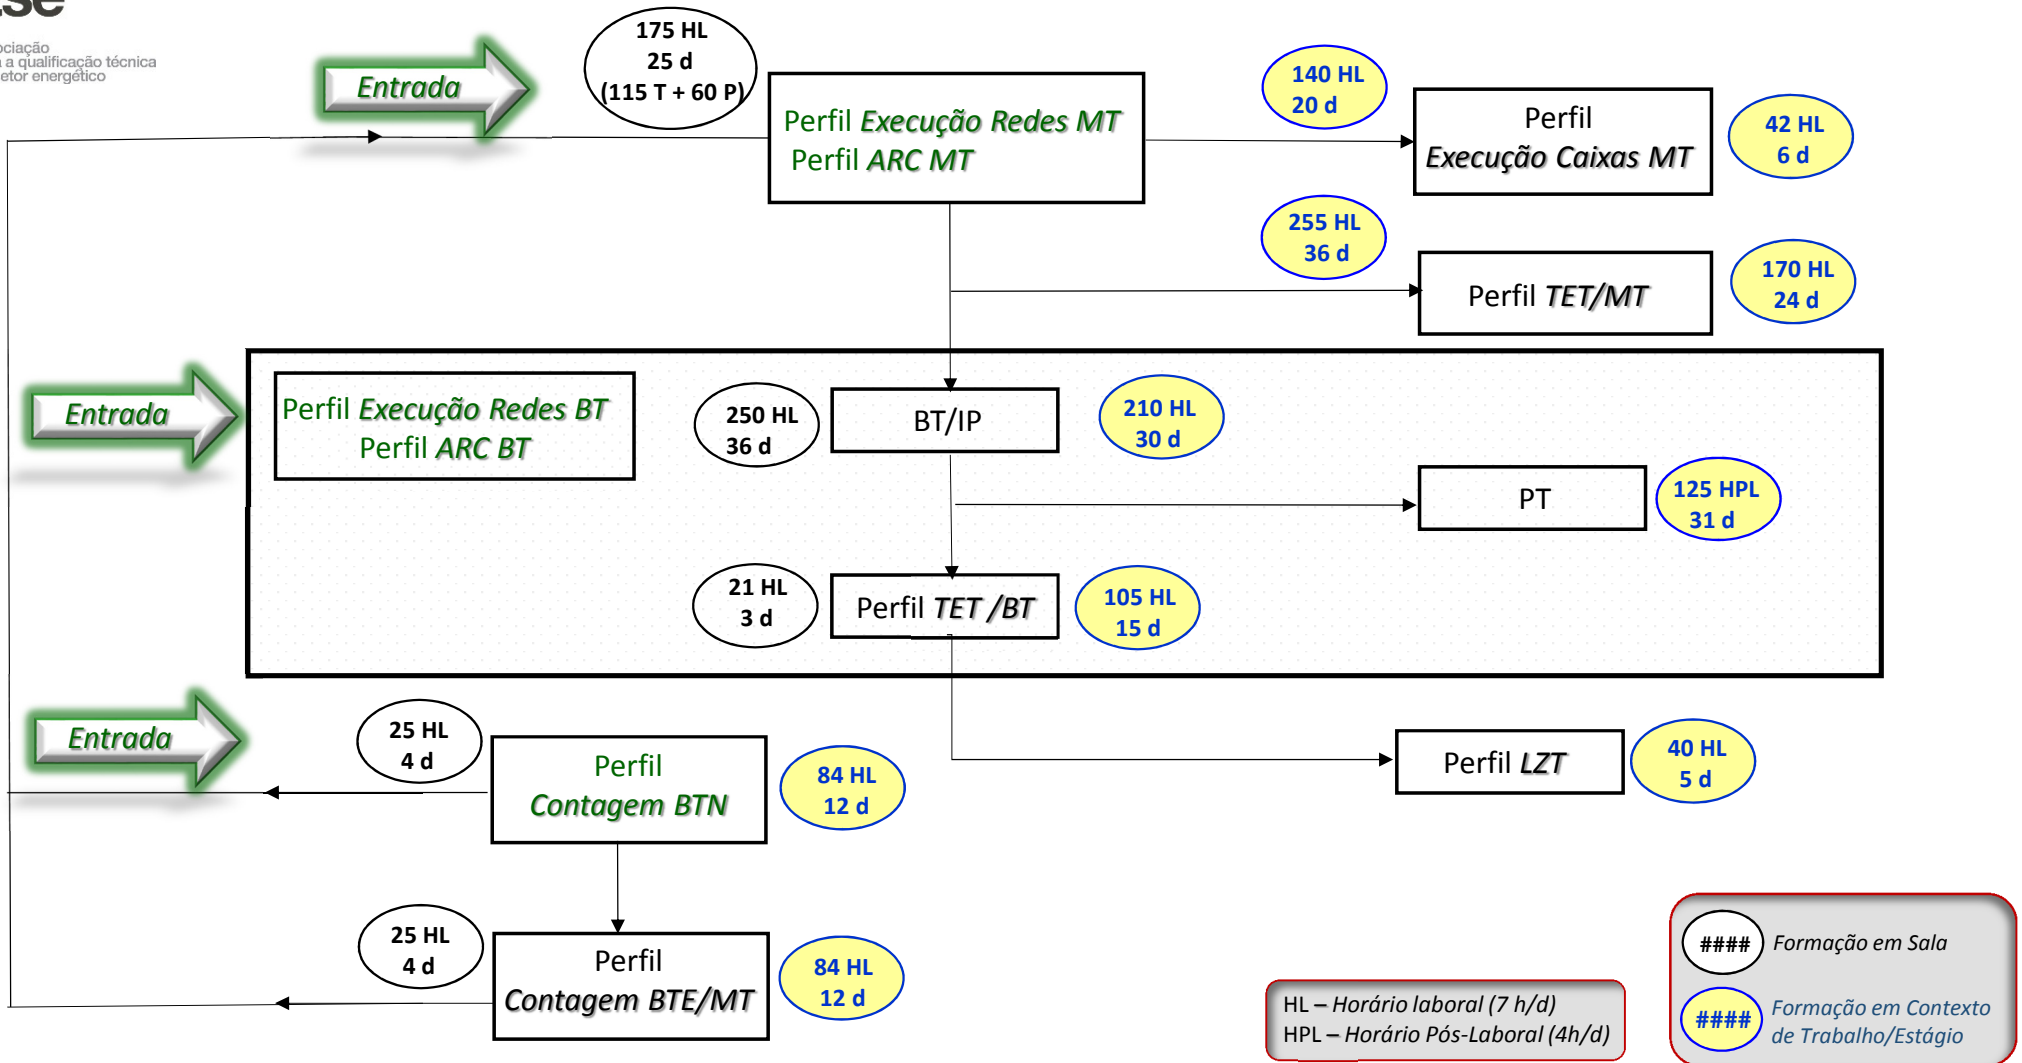 175 HL
25 d
(115 T + 60 P)
qualificação técnica
energético
Entrada
140 HL
20 d
Perfil Execução Redes MT
Perfil ARC MT
Perfil
Execução Caixas MT
42 HL
6 d
255 HL
36 d
170 HL
24 d
Perfil TET/MT
Entrada
Perfil Execução Redes BT
Perfil ARC BT
250 HL
36 d
BT/IP
210 HL
30 d
PT
125 HPL
31 d
21 HL
3 d
Perfil TET /BT
105 HL
15 d
Entrada
25 HL
4 d
Perfil
Contagem BTN
84 HL
12 d
Perfil LZT
40 HL
5 d
25 HL
4 d
Perfil
Contagem BTE/MT
84 HL
12 d
HL – Horário laboral (7 h/d)
HPL – Horário Pós-Laboral (4h/d)
#### Formação em Sala
#### Formação em Contexto
de Trabalho/Estágio